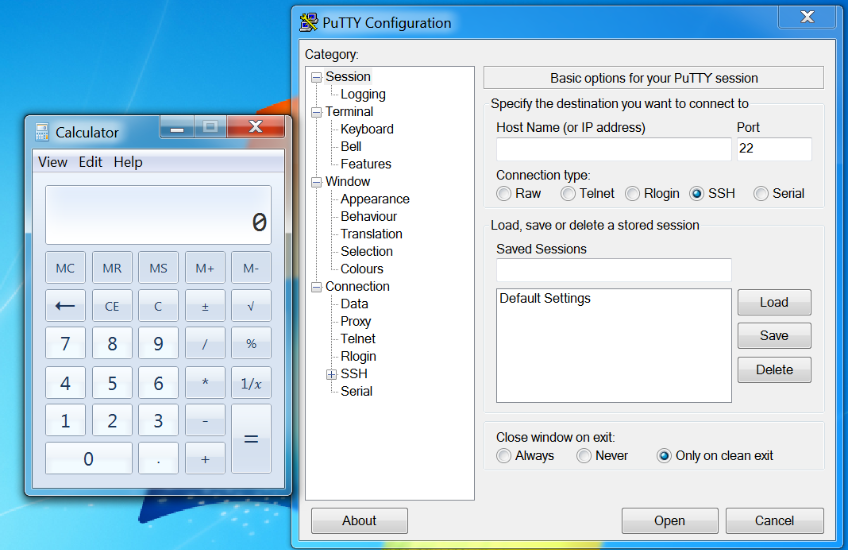 Calculator
View Edit Help
0
MC MR MS M+ M-
← CE C ± √
7 8 9 / %
4 5 6 * 1/x
1 2 3 - =
0 . +
PuTTY Configuration
Category:
Session
Logging
Terminal
Keyboard
Bell
Features
Window
Appearance
Behaviour
Translation
Selection
Colours
Connection
Data
Proxy
Telnet
Rlogin
SSH
Serial
Basic options for your PuTTY session
Specify the destination you want to connect to
Host Name (or IP address) Port
22
Connection type:
Raw Telnet Rlogin SSH Serial
Load, save or delete a stored session
Saved Sessions
Default Settings
Load
Save
Delete
Close window on exit:
Always Never Only on clean exit
About Open Cancel